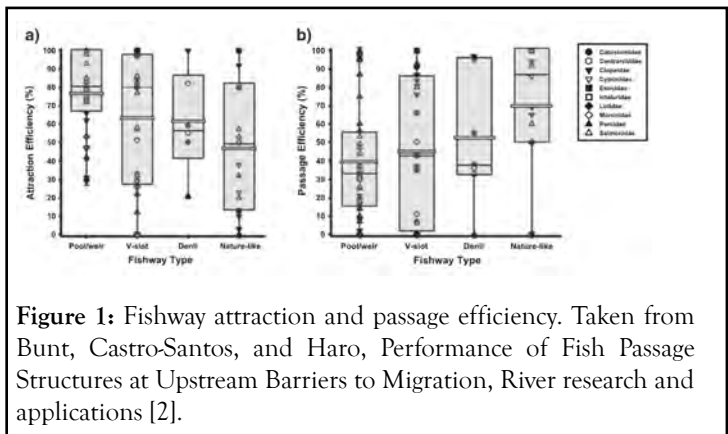 a)
b)
100
90
80
70
60
50
40
30
20
10
0
Attraction Efficiency (%)
Pool/weir V-slot Denil Nature-like
Fishway Type
100
90
80
70
60
50
40
30
20
10
0
Passage Efficiency (%)
Pool/weir V-slot Denil Nature-like
Fishway Type
Catostomidae
Centrarchidae
Clupeidae
Cyprinidae
Esocidae
Ictaluridae
Moronidae
Percidae
Salmonidae
Figure 1: Fishway attraction and passage efficiency. Taken from
Bunt, Castro-Santos, and Haro, Performance of Fish Passage
Structures at Upstream Barriers to Migration, River research and
applications [2].